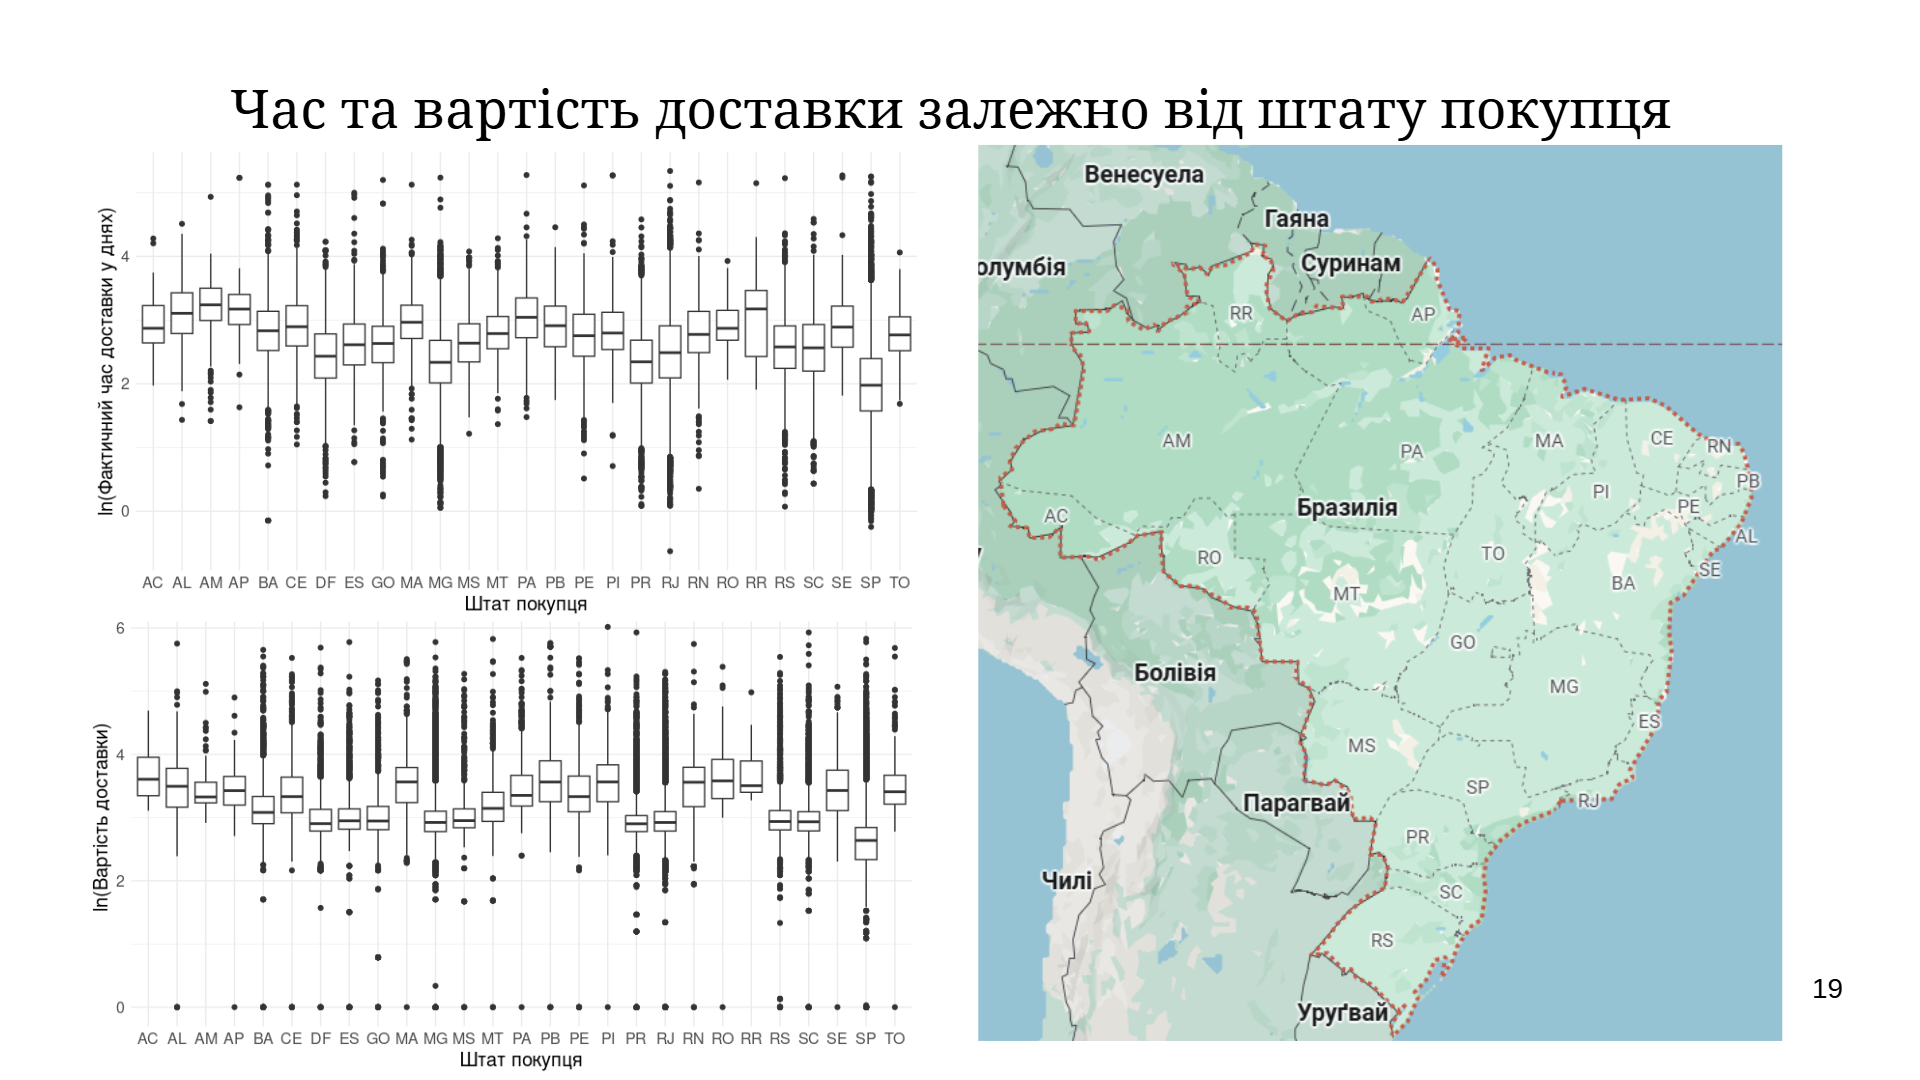 Час та вартість доставки залежно від штату покупця
ln(Фактичний час доставки у днях)
4
2
0
AC AL AM AP BA CE DF ES GO MA MG MS MT PA PB PE PI PR RJ RN RO RR RS SC SE SP TO
Штат покупця
ln(Вартість доставки)
6
4
2
0
AC AL AM AP BA CE DF ES GO MA MG MS MT PA PB PE PI PR RJ RN RO RR RS SC SE SP TO
Штат покупця
Венесуела
Гаяна
олумбія
Суринам
RR
AP
AM
PA
MA
CE
RN
PI
PB
PE
Бразилія
AC
AL
RO
TO
SE
BA
MT
GO
Болівія
MG
ES
MS
SP
RJ
Парагвай
PR
Чилі
SC
RS
Уруґвай
19